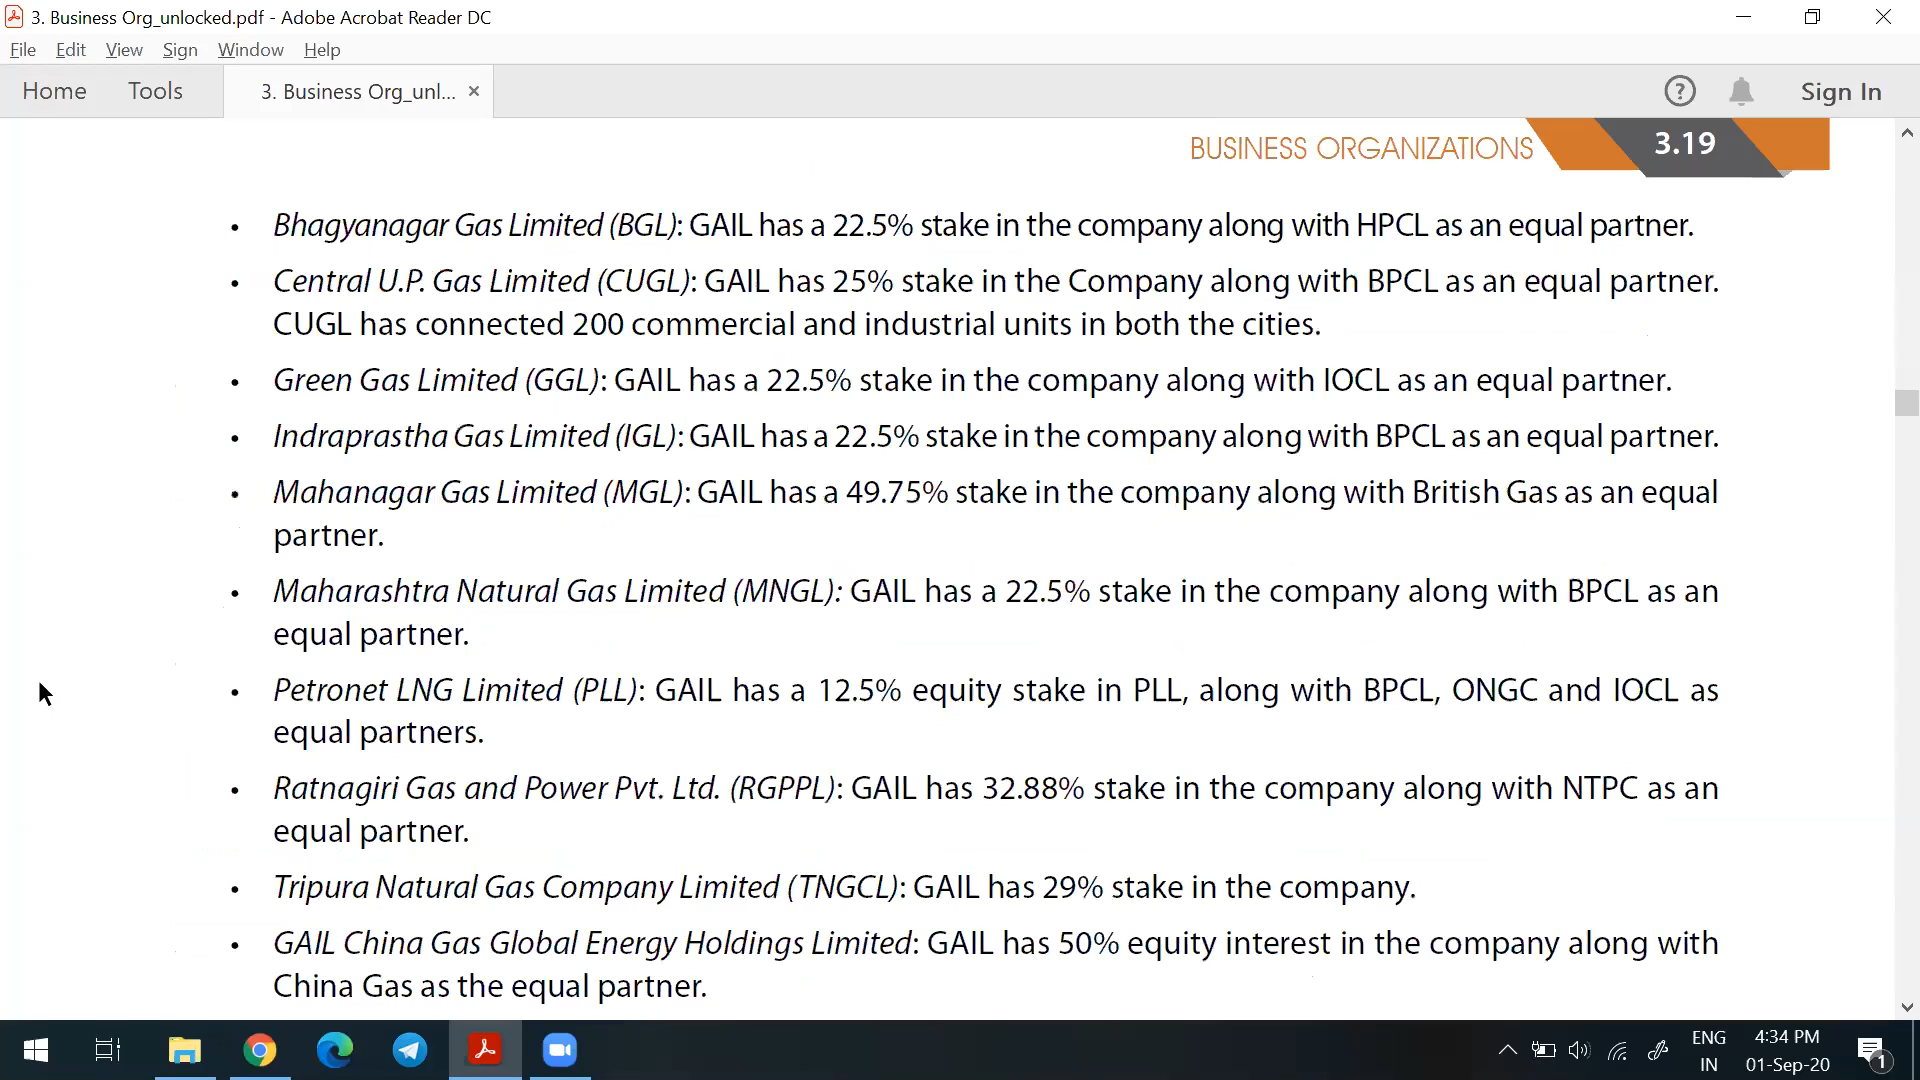 3. Business Org_unlocked.pdf - Adobe Acrobat Reader DC
File Edit View Sign Window Help
Home Tools 3. Business Org_unl... × ? Sign In
BUSINESS ORGANIZATIONS 3.19
• Bhagyanagar Gas Limited (BGL): GAIL has a 22.5% stake in the company along with HPCL as an equal partner.
• Central U.P. Gas Limited (CUGL): GAIL has 25% stake in the Company along with BPCL as an equal partner.
CUGL has connected 200 commercial and industrial units in both the cities.
• Green Gas Limited (GGL): GAIL has a 22.5% stake in the company along with IOCL as an equal partner.
• Indraprastha Gas Limited (IGL): GAIL has a 22.5% stake in the company along with BPCL as an equal partner.
• Mahanagar Gas Limited (MGL): GAIL has a 49.75% stake in the company along with British Gas as an equal
partner.
• Maharashtra Natural Gas Limited (MNGL): GAIL has a 22.5% stake in the company along with BPCL as an
equal partner.
• Petronet LNG Limited (PLL): GAIL has a 12.5% equity stake in PLL, along with BPCL, ONGC and IOCL as
equal partners.
• Ratnagiri Gas and Power Pvt. Ltd. (RGPPL): GAIL has 32.88% stake in the company along with NTPC as an
equal partner.
• Tripura Natural Gas Company Limited (TNGCL): GAIL has 29% stake in the company.
• GAIL China Gas Global Energy Holdings Limited: GAIL has 50% equity interest in the company along with
China Gas as the equal partner.
ENG 4:34 PM
IN 01-Sep-20 1